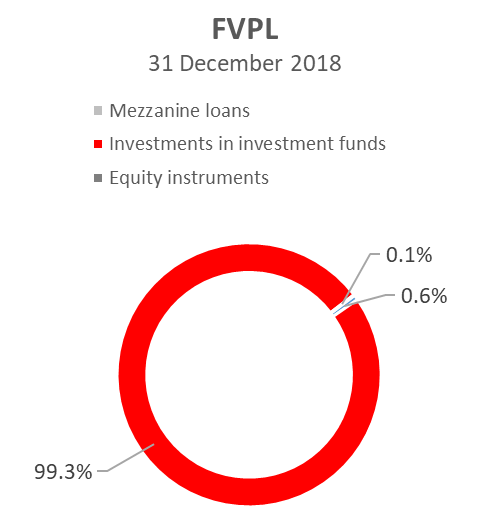 FVPL
31 December 2018
Mezzanine loans
Investments in investment funds
Equity instruments
0.1%
0.6%
99.3%